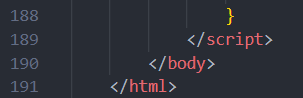 188 }
189 </script>
190 </body>
191 </html>